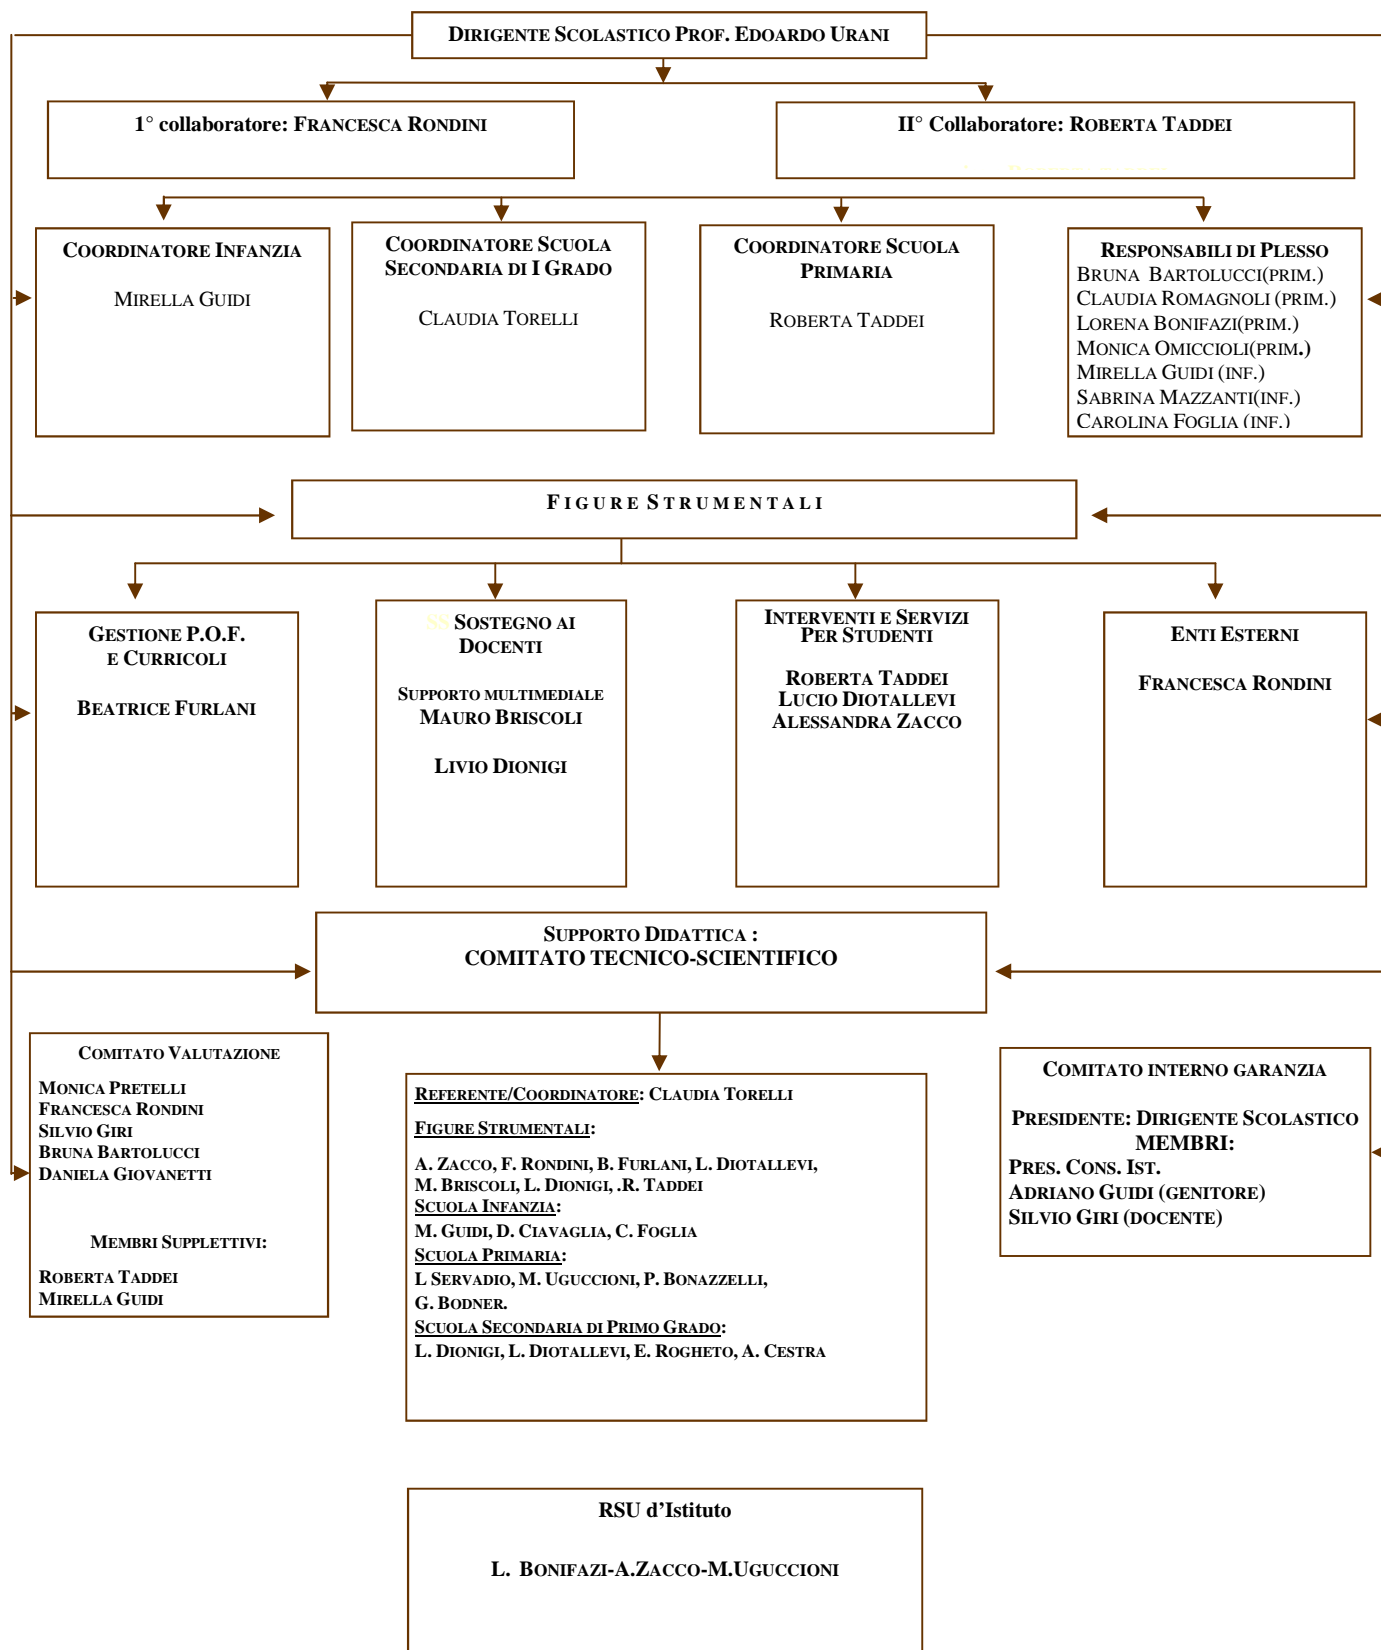 DIRIGENTE SCOLASTICO PROF. EDOARDO URANI
1° collaboratore: FRANCESCA RONDINI
II° Collaboratore: ROBERTA TADDEI
COORDINATORE INFANZIA
MIRELLA GUIDI
COORDINATORE SCUOLA
SECONDARIA DI I GRADO
CLAUDIA TORELLI
COORDINATORE SCUOLA
PRIMARIA
ROBERTA TADDEI
RESPONSABILI DI PLESSO
BRUNA BARTOLUCCI(PRIM.)
CLAUDIA ROMAGNOLI (PRIM.)
LORENA BONIFAZI(PRIM.)
MONICA OMICCIOLI(PRIM.)
MIRELLA GUIDI (INF.)
SABRINA MAZZANTI(INF.)
CAROLINA FOGLIA (INF.)
FIGURE STRUMENTALI
GESTIONE P.O.F.
E CURRICOLI
BEATRICE FURLANI
SS SOSTEGNO AI
DOCENTI
SUPPORTO MULTIMEDIALE
MAURO BRISCOLI
LIVIO DIONIGI
INTERVENTI E SERVIZI
PER STUDENTI
ROBERTA TADDEI
LUCIO DIOTALLEVI
ALESSANDRA ZACCO
ENTI ESTERNI
FRANCESCA RONDINI
SUPPORTO DIDATTICA :
COMITATO TECNICO-SCIENTIFICO
COMITATO VALUTAZIONE
MONICA PRETELLI
FRANCESCA RONDINI
SILVIO GIRI
BRUNA BARTOLUCCI
DANIELA GIOVANETTI
MEMBRI SUPPLETTIVI:
ROBERTA TADDEI
MIRELLA GUIDI
REFERENTE/COORDINATORE: CLAUDIA TORELLI
FIGURE STRUMENTALI:
A. ZACCO, F. RONDINI, B. FURLANI, L. DIOTALLEVI,
M. BRISCOLI, L. DIONIGI, .R. TADDEI
SCUOLA INFANZIA:
M. GUIDI, D. CIAVAGLIA, C. FOGLIA
SCUOLA PRIMARIA:
L SERVADIO, M. UGUCCIONI, P. BONAZZELLI,
G. BODNER.
SCUOLA SECONDARIA DI PRIMO GRADO:
L. DIONIGI, L. DIOTALLEVI, E. ROGHETO, A. CESTRA
COMITATO INTERNO GARANZIA
PRESIDENTE: DIRIGENTE SCOLASTICO
MEMBRI:
PRES. CONS. IST.
ADRIANO GUIDI (GENITORE)
SILVIO GIRI (DOCENTE)
RSU d'Istituto
L. BONIFAZI-A.ZACCO-M.UGUCCIONI